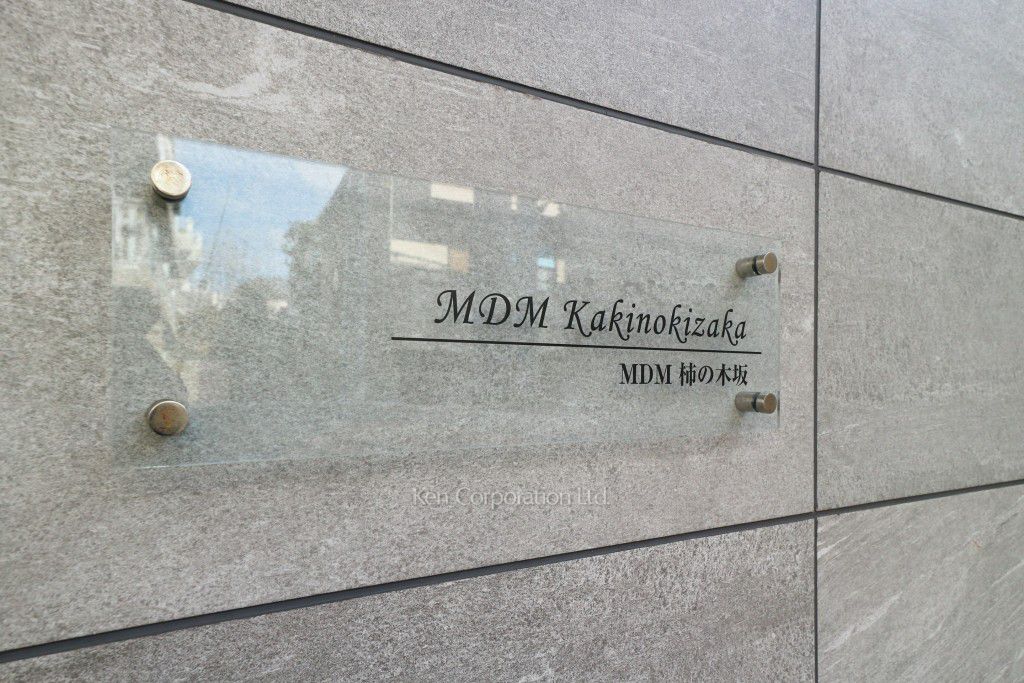 MDM Kakinokizaka
MDM 柿の木坂
Ken Corporation Ltd.